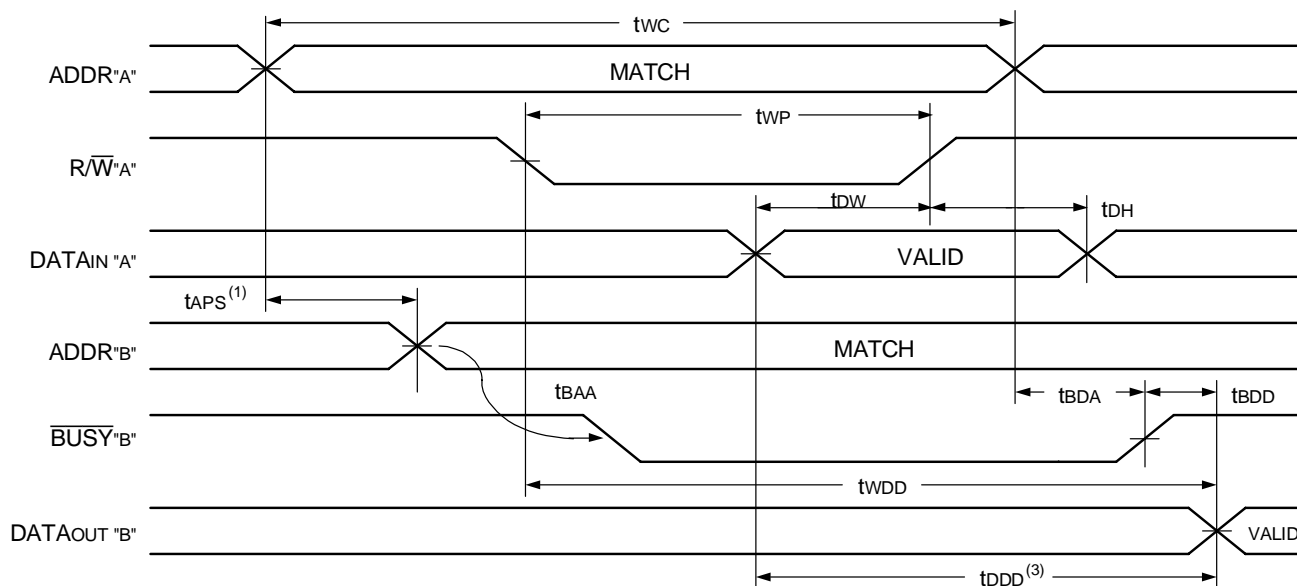 tWC
ADDR"A" MATCH
tWP
R/W̅"A"
tDW tDH
DATAIN "A" VALID
tAPS(1)
ADDR"B" MATCH
tBAA tBDA tBDD
B̅U̅S̅Y̅"B"
tWDD
DATAOUT "B" VALID
tDDD(3)